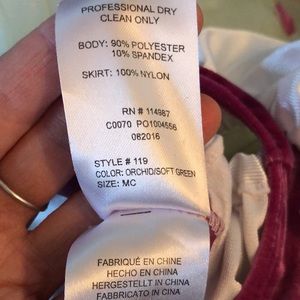 PROFESSIONAL DRY
CLEAN ONLY
BODY: 90% POLYESTER
10% SPANDEX
SKIRT: 100% NYLON
RN # 114987
C0070 PO1004556
082016
STYLE # 119
COLOR: ORCHID/SOFT GREEN
SIZE: MC
FABRIQUÉ EN CHINE
HECHO EN CHINA
HERGESTELLT IN CHINA
FABBRICATO IN CINA